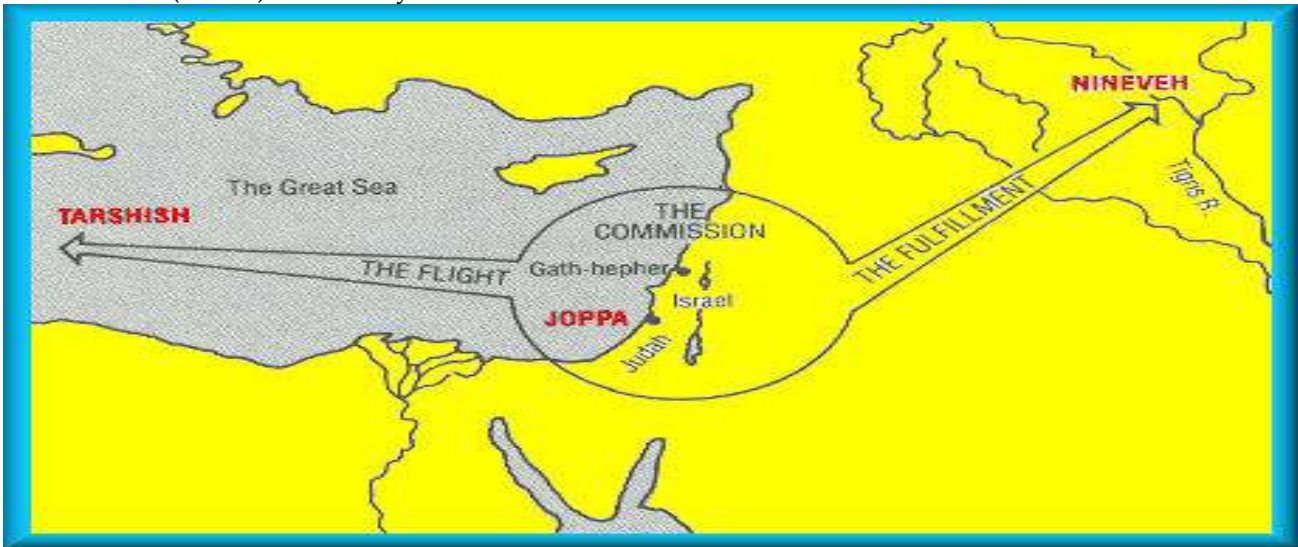 NINEVEH
The Great Sea
Tigris R.
TARSHISH
THE
COMMISSION
THE FULFILLMENT
THE FLIGHT
Gath-hepher
Israel
JOPPA
Judah